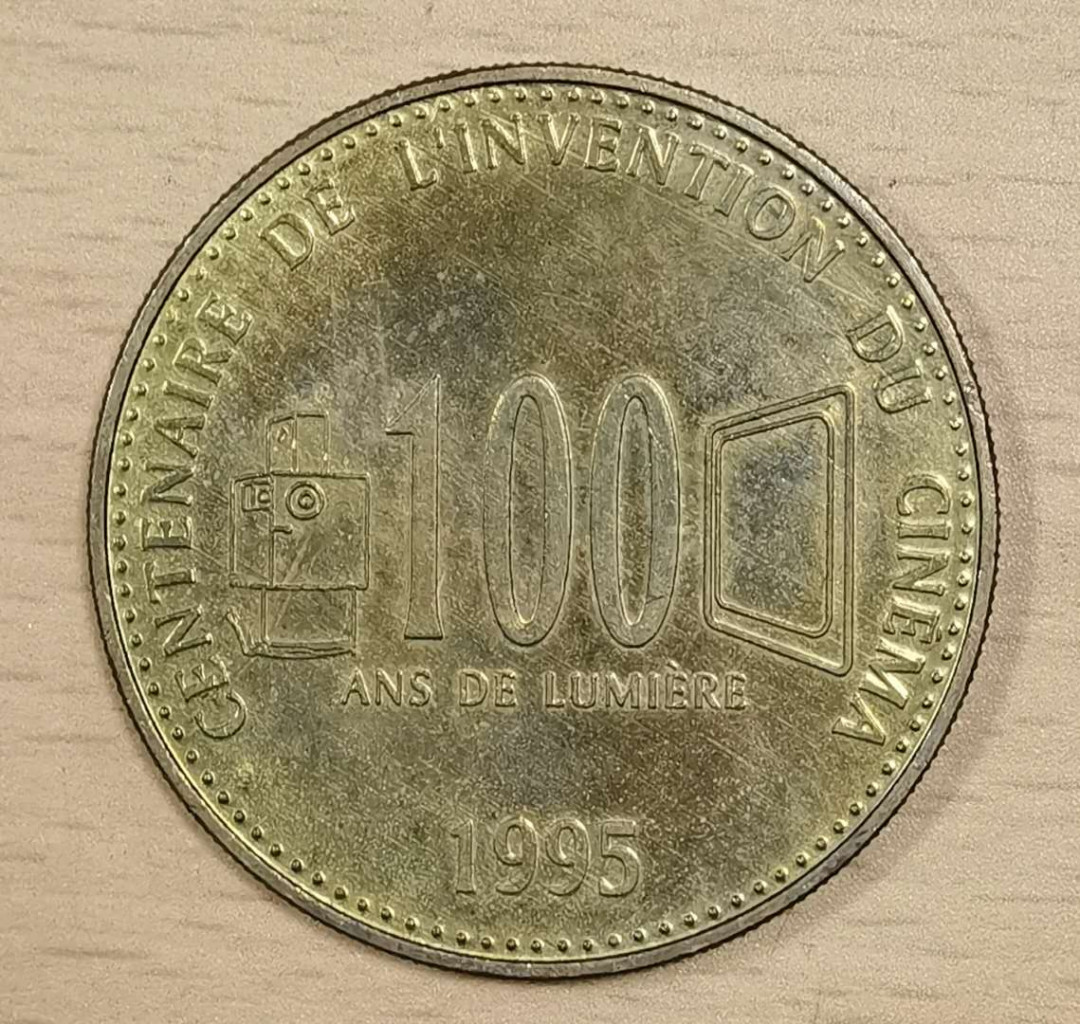 CENTENAIRE DE L'INVENTION DU CINÉMA
100
ANS DE LUMIÈRE
1995